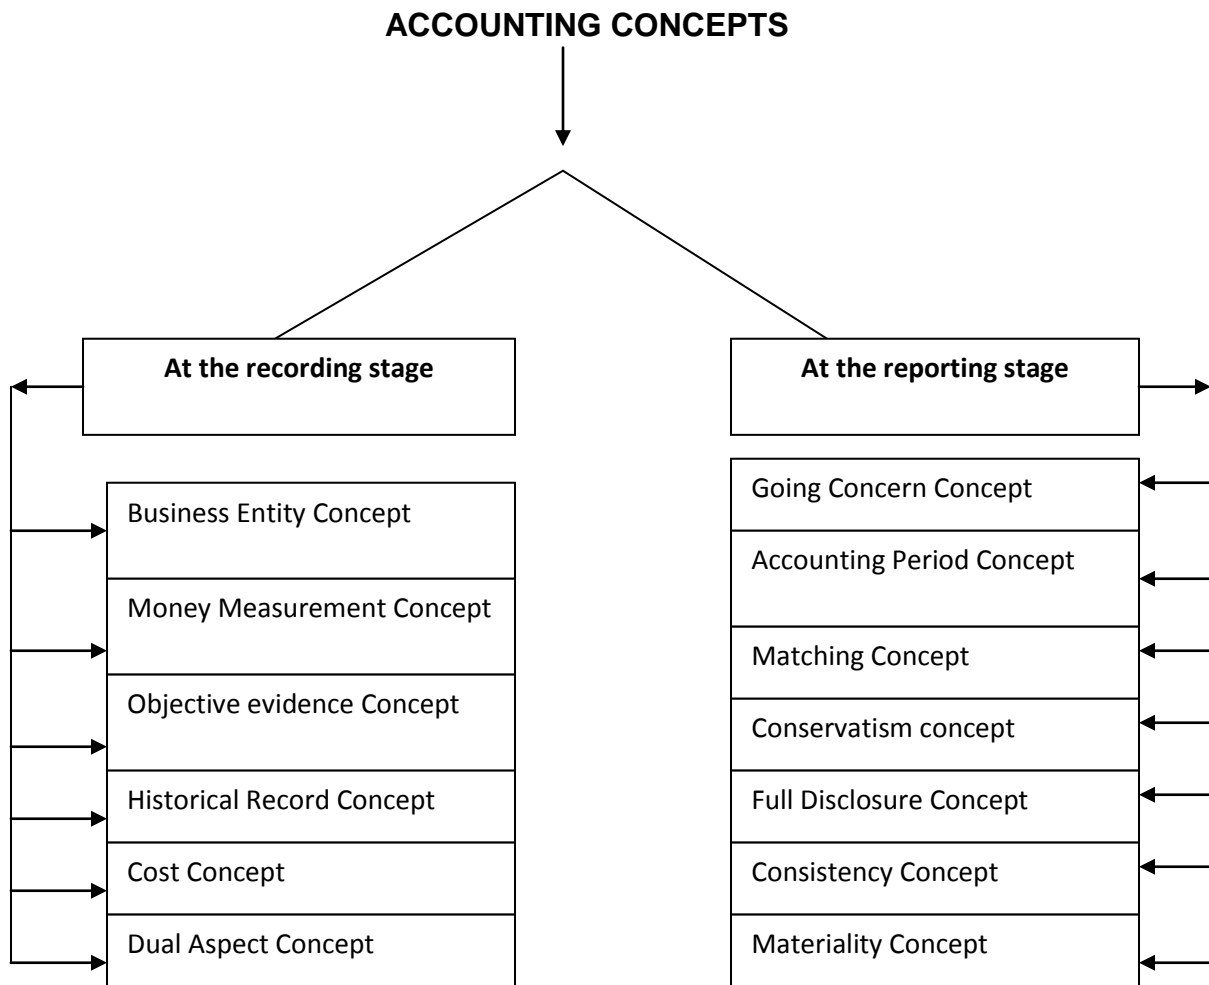 ACCOUNTING CONCEPTS
At the recording stage
Business Entity Concept
Money Measurement Concept
Objective evidence Concept
Historical Record Concept
Cost Concept
Dual Aspect Concept
At the reporting stage
Going Concern Concept
Accounting Period Concept
Matching Concept
Conservatism concept
Full Disclosure Concept
Consistency Concept
Materiality Concept